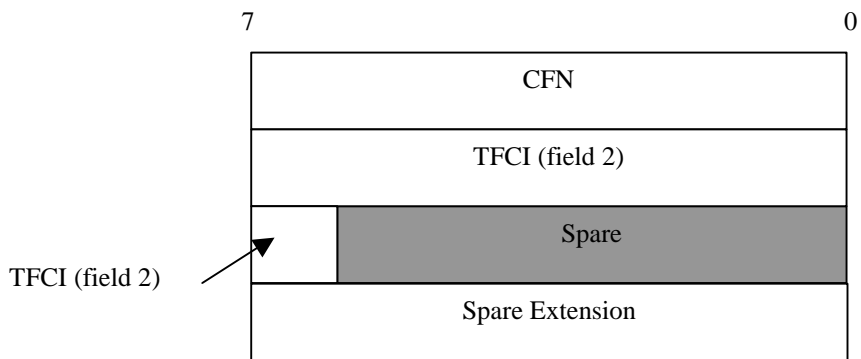 7 0
CFN
TFCI (field 2)
Spare
TFCI (field 2)
Spare Extension